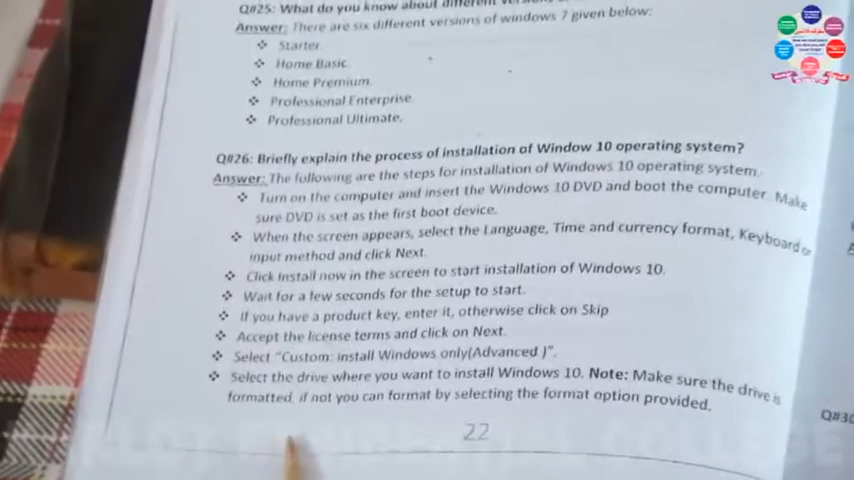 Q#25: What do you know about different versions
Answer: There are six different versions of windows 7 given below:
❖ Starter.
❖ Home Basic.
❖ Home Premium.
❖ Professional Enterprise.
❖ Professional Ultimate.
Q#26: Briefly explain the process of installation of Window 10 operating system?
Answer: The following are the steps for installation of Windows 10 operating system.
❖ Turn on the computer and insert the Windows 10 DVD and boot the computer. Make
sure DVD is set as the first boot device.
❖ When the screen appears, select the Language, Time and currency format, Keyboard or
input method and click Next.
❖ Click Install now in the screen to start installation of Windows 10.
❖ Wait for a few seconds for the setup to start.
❖ If you have a product key, enter it, otherwise click on Skip
❖ Accept the license terms and click on Next.
❖ Select "Custom: install Windows only(Advanced )".
❖ Select the drive where you want to install Windows 10. Note: Make sure the drive is
formatted, if not you can format by selecting the format option provided.
22
Q#30